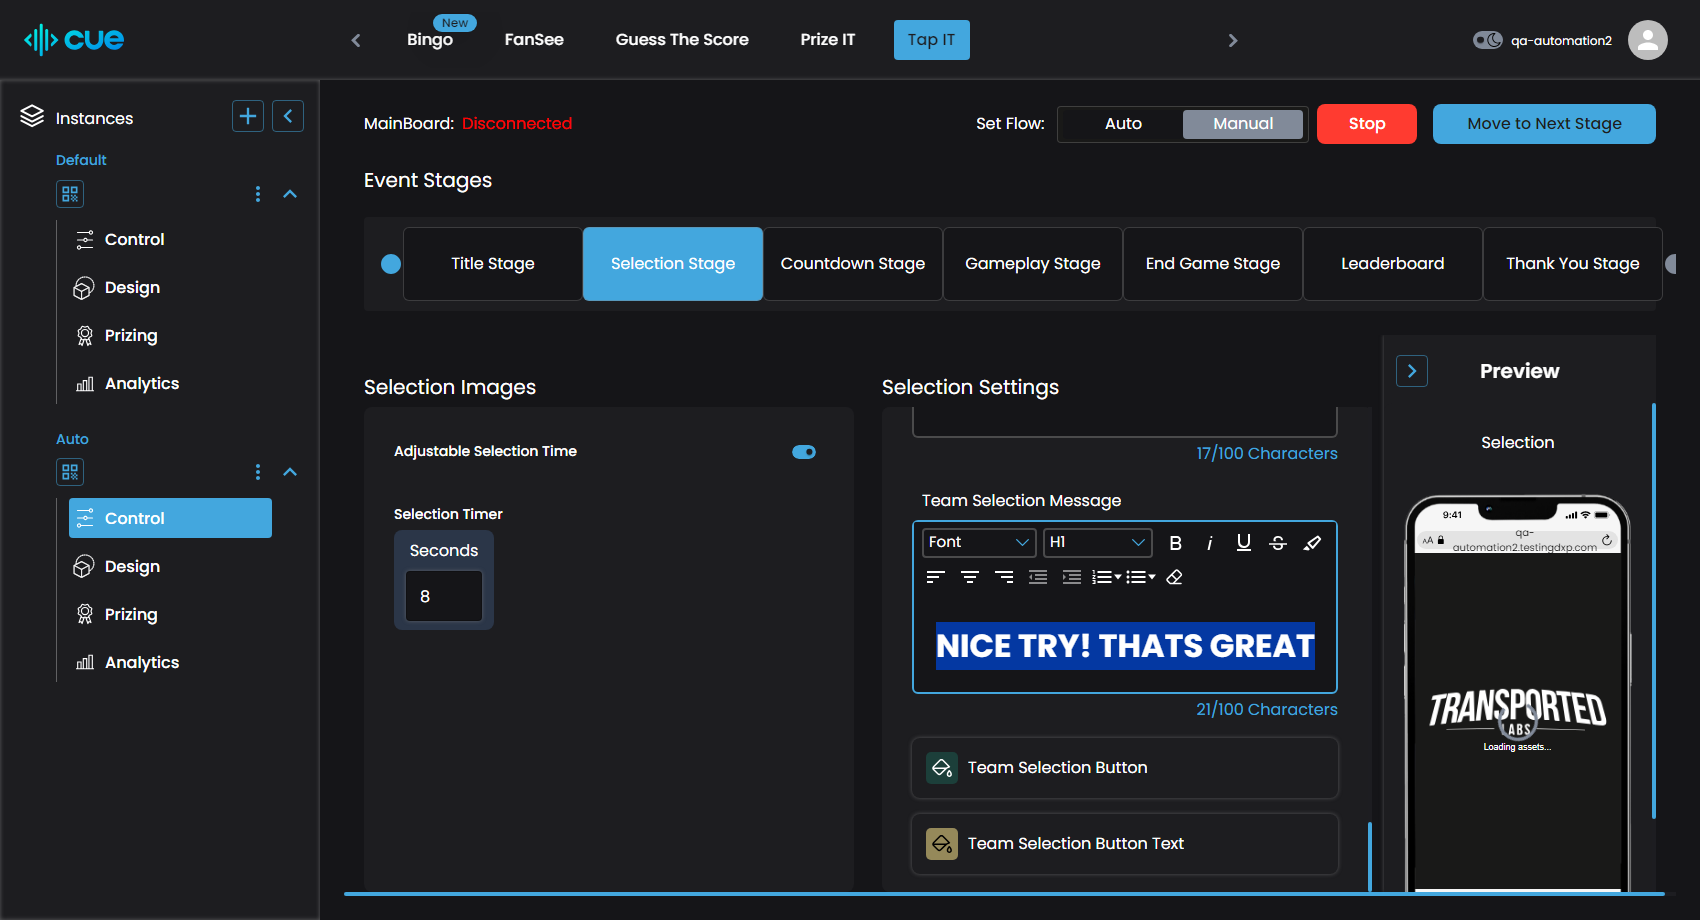 cue
New
Bingo
FanSee
Guess The Score
Prize IT
Tap IT
qa-automation2
Instances
Default
Control
Design
Prizing
Analytics
Auto
Control
Design
Prizing
Analytics
MainBoard: Disconnected
Set Flow:
Auto
Manual
Stop
Move to Next Stage
Event Stages
Title Stage
Selection Stage
Countdown Stage
Gameplay Stage
End Game Stage
Leaderboard
Thank You Stage
Selection Images
Adjustable Selection Time
Selection Timer
Seconds
8
Selection Settings
17/100 Characters
Team Selection Message
Font
H1
B
i
U
S
NICE TRY! THATS GREAT
21/100 Characters
Team Selection Button
Team Selection Button Text
Preview
Selection
9:41
AA
qa-
automation2.testingdxp.com
TRANSPORTED
LABS
Loading assets...